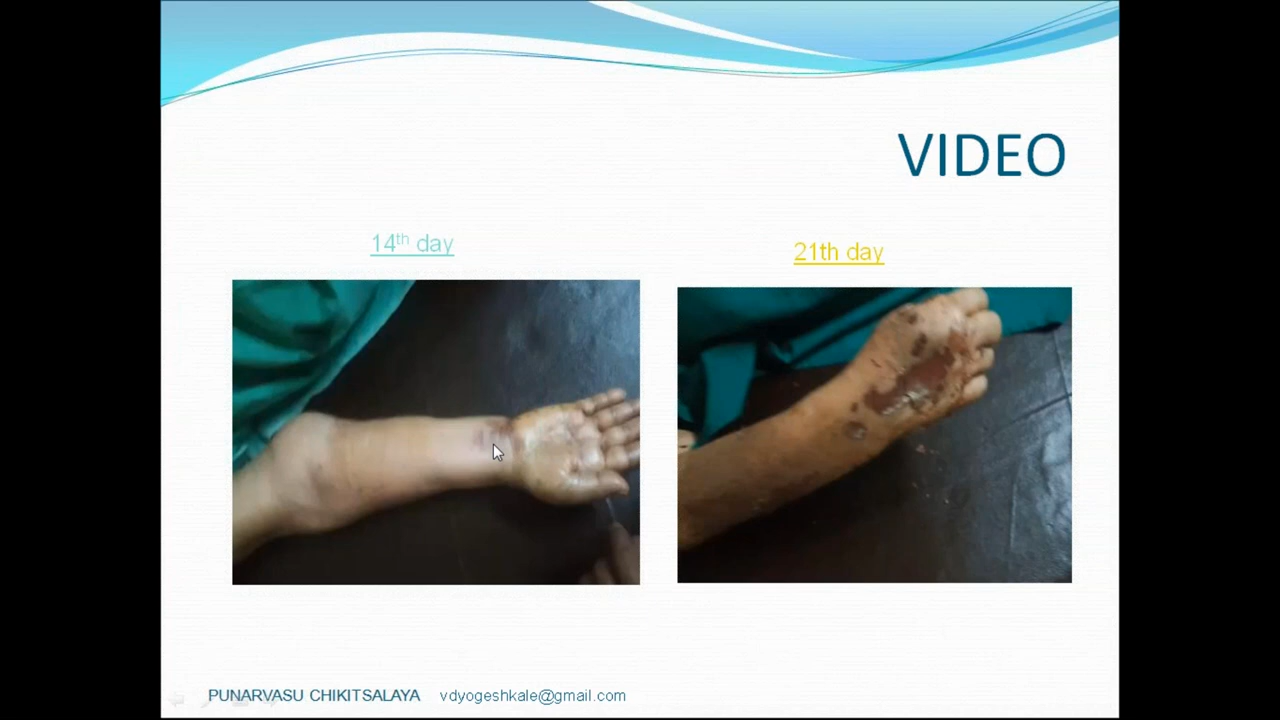 VIDEO
14th day
21th day
PUNARVASU CHIKITSALAYA vdyogeshkale@gmail.com